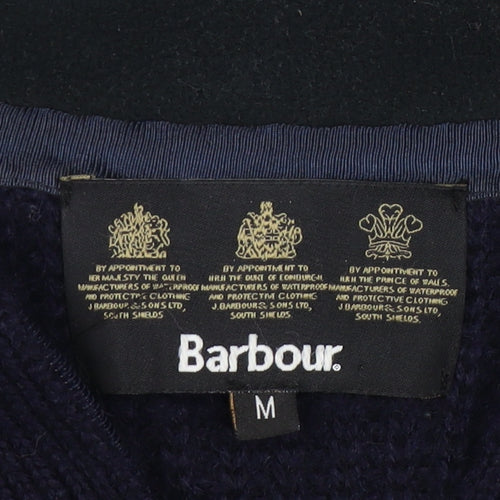 BY APPOINTMENT TO
HER MAJESTY THE QUEEN
MANUFACTURERS OF WATERPROOF
AND PROTECTIVE CLOTHING
J.BARBOUR & SONS LTD,
SOUTH SHIELDS
BY APPOINTMENT TO
H.R.H THE DUKE OF EDINBURGH
MANUFACTURERS OF WATERPROOF
AND PROTECTIVE CLOTHING
J.BARBOUR & SONS LTD,
SOUTH SHIELDS
BY APPOINTMENT TO
H.R.H THE PRINCE OF WALES
MANUFACTURERS OF WATERPROOF
AND PROTECTIVE CLOTHING
J.BARBOUR & SONS LTD,
SOUTH SHIELDS
Barbour.
M